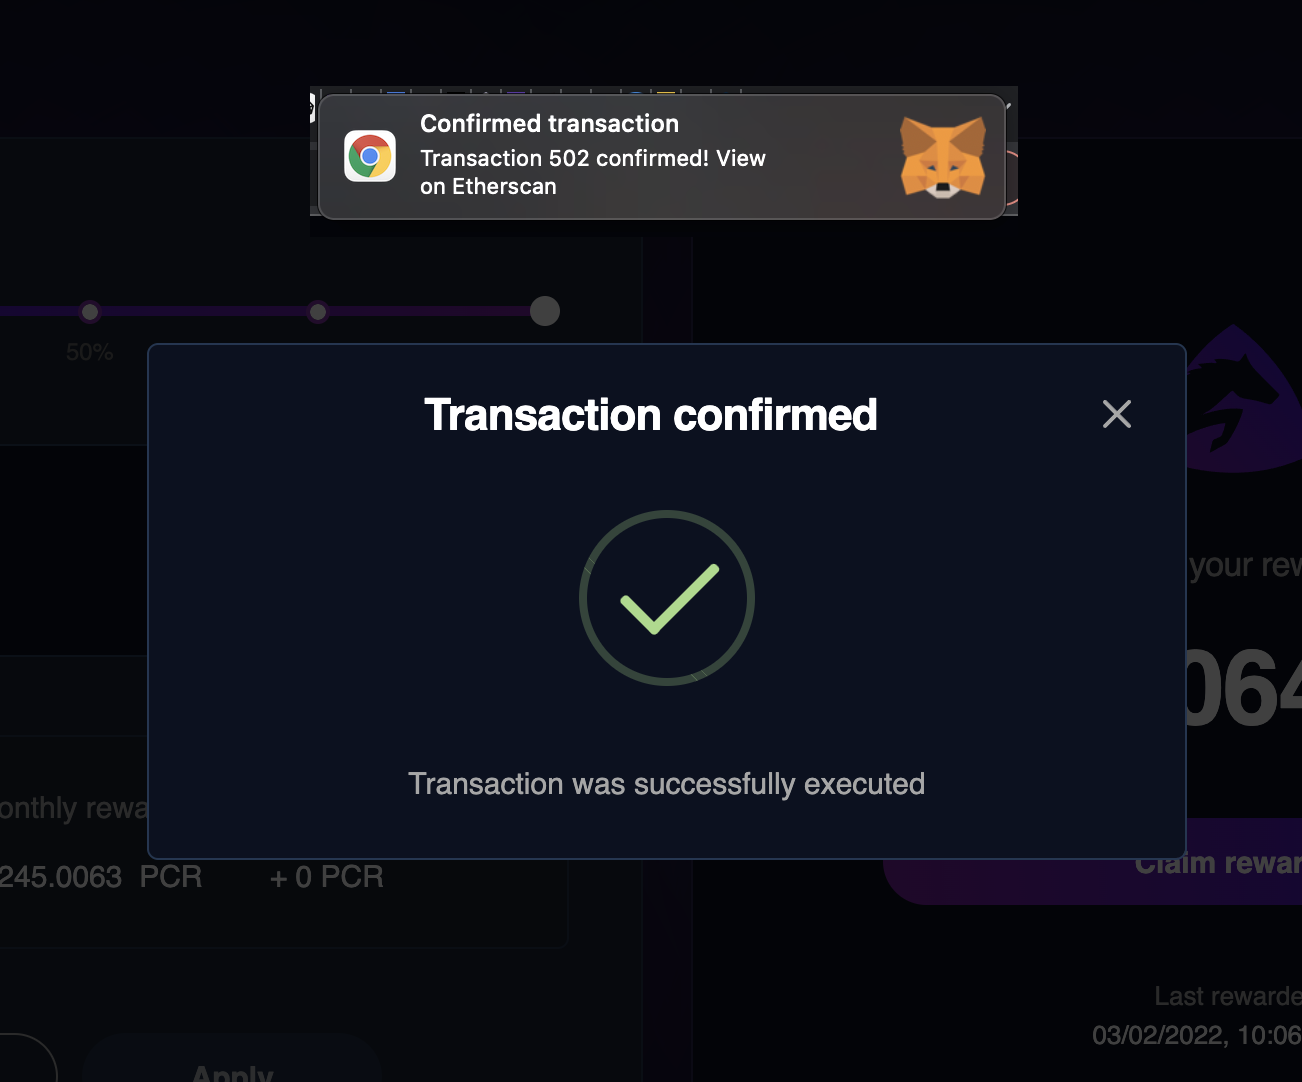 Confirmed transaction
Transaction 502 confirmed! View
on Etherscan
50%
Transaction confirmed
your rew
064
Transaction was successfully executed
onthly rewa
245.0063 PCR + 0 PCR
Claim rewar
Last rewarde
03/02/2022, 10:06
Apply